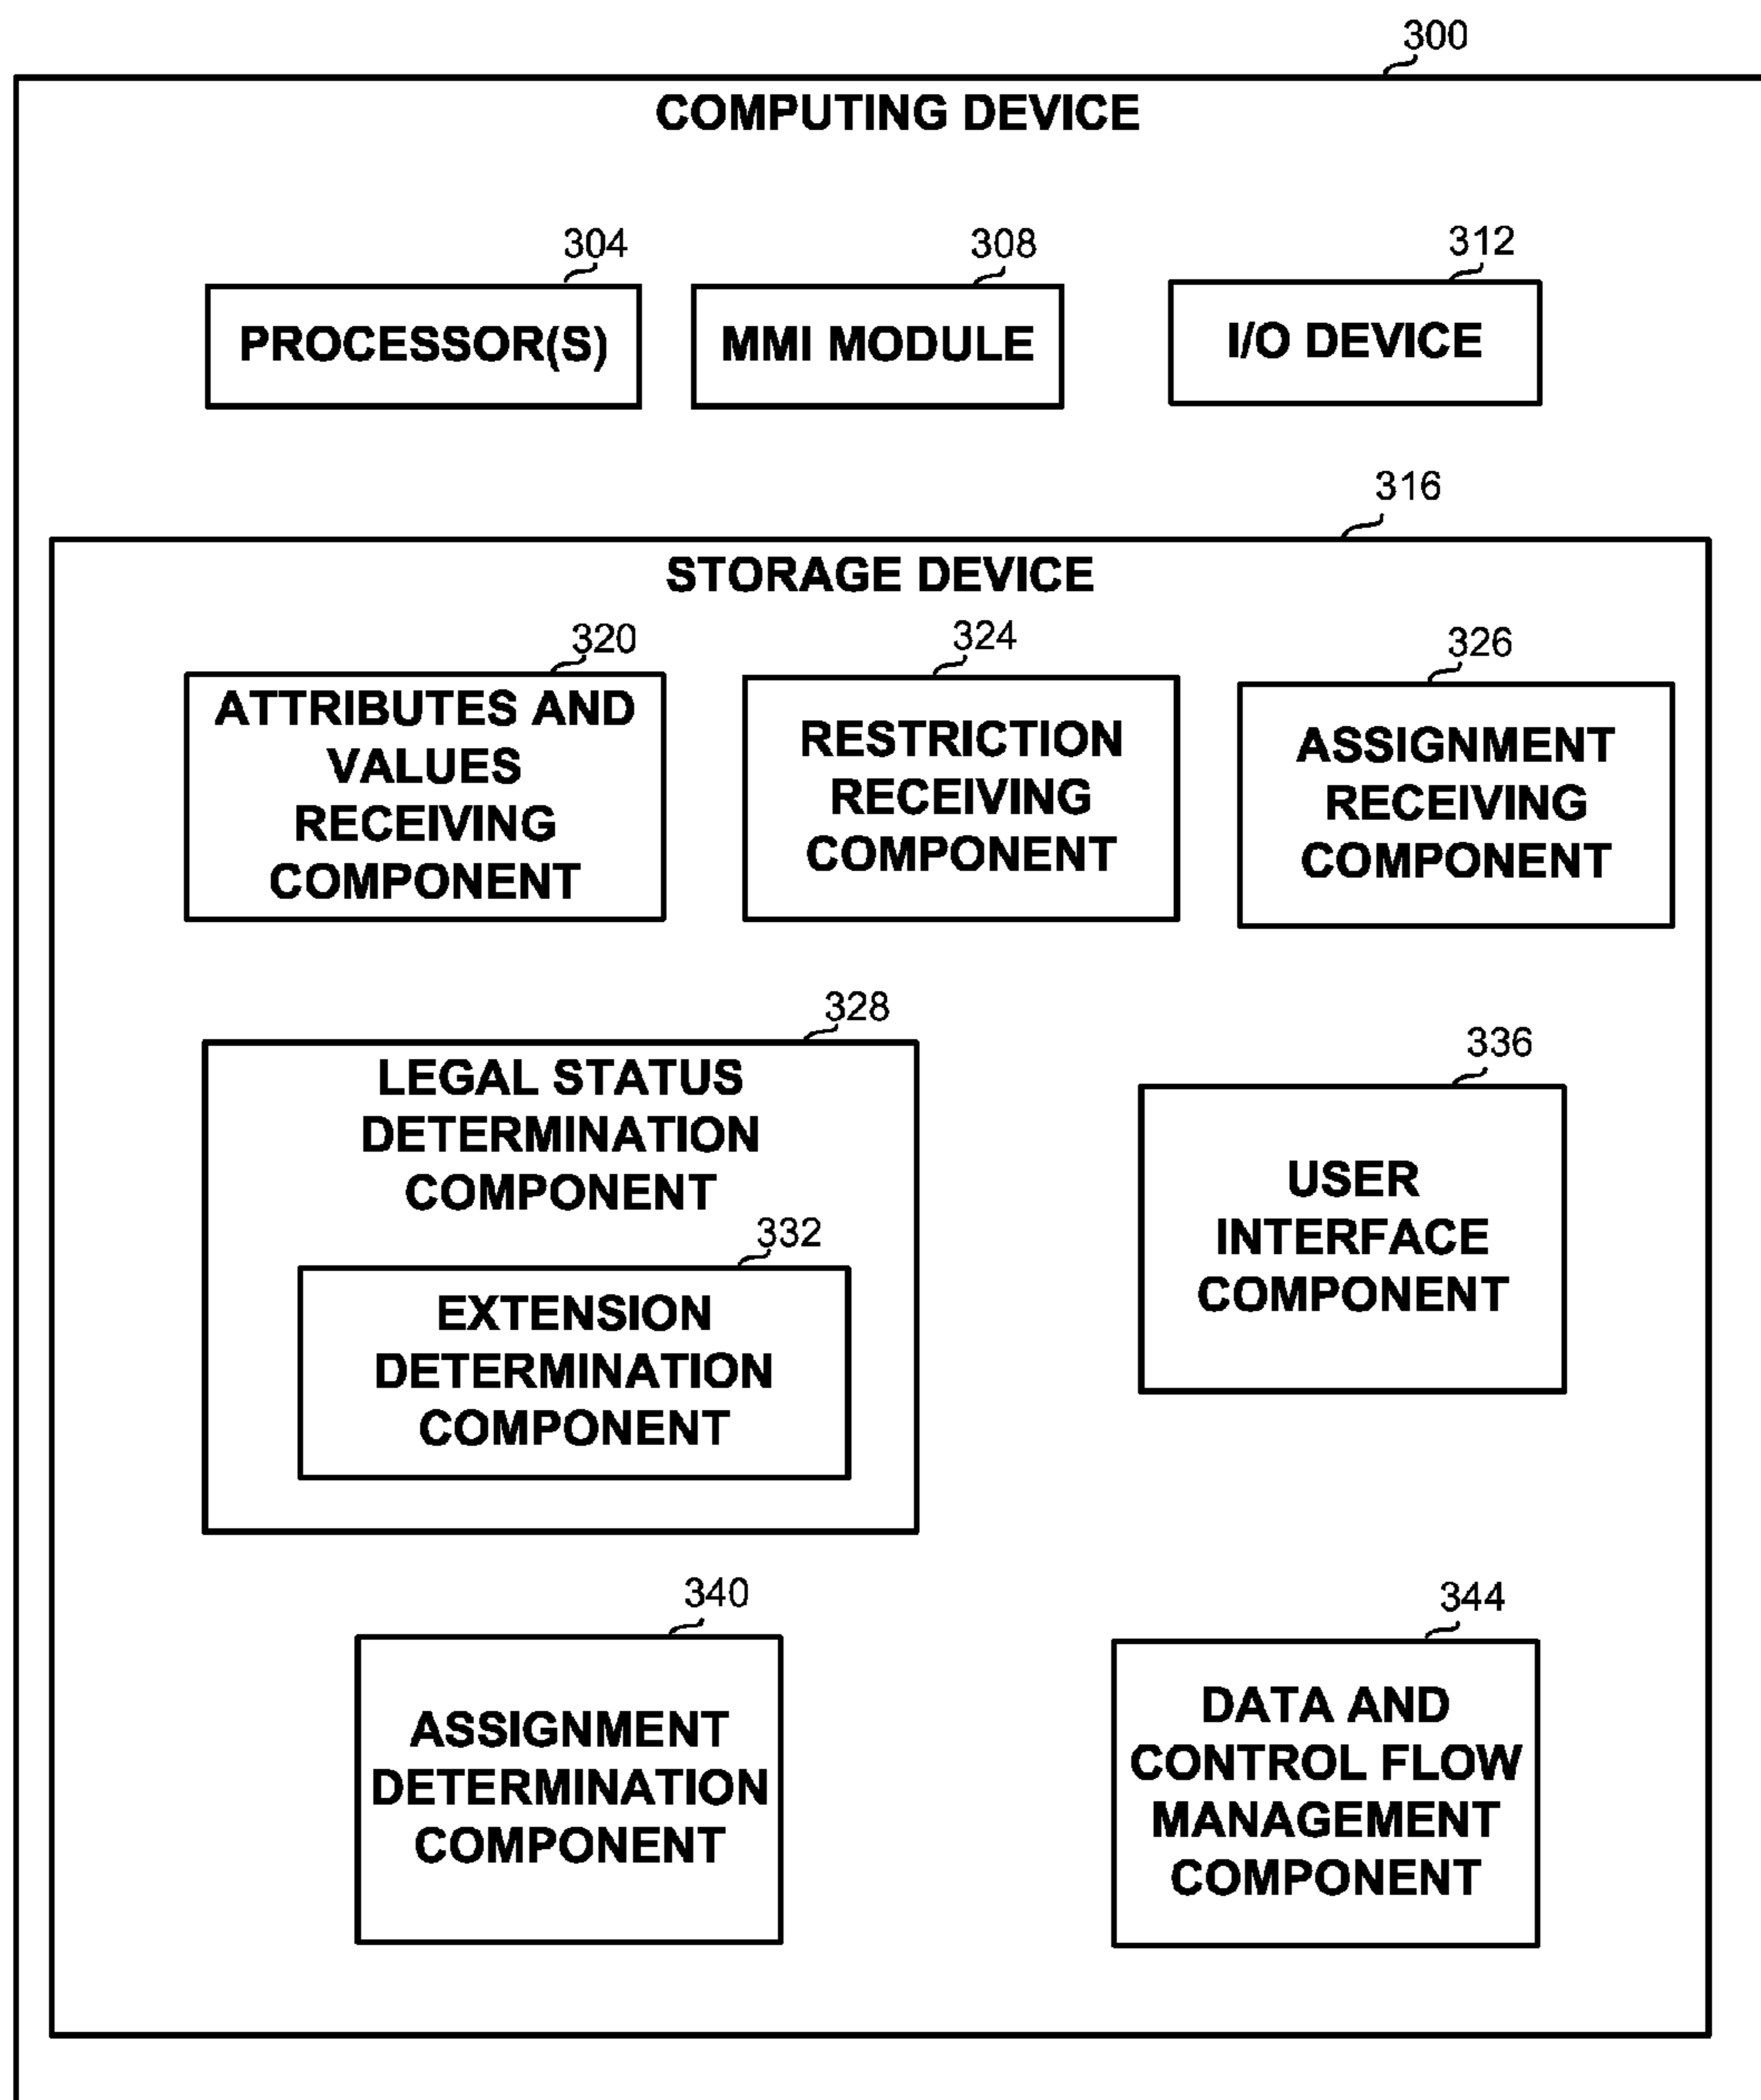 300
COMPUTING DEVICE
304
308
312
PROCESSOR(S)
MMI MODULE
I/O DEVICE
316
STORAGE DEVICE
320
324
326
ATTRIBUTES AND
VALUES
RECEIVING
COMPONENT
RESTRICTION
RECEIVING
COMPONENT
ASSIGNMENT
RECEIVING
COMPONENT
328
LEGAL STATUS
DETERMINATION
COMPONENT
332
EXTENSION
DETERMINATION
COMPONENT
336
USER
INTERFACE
COMPONENT
340
ASSIGNMENT
DETERMINATION
COMPONENT
344
DATA AND
CONTROL FLOW
MANAGEMENT
COMPONENT